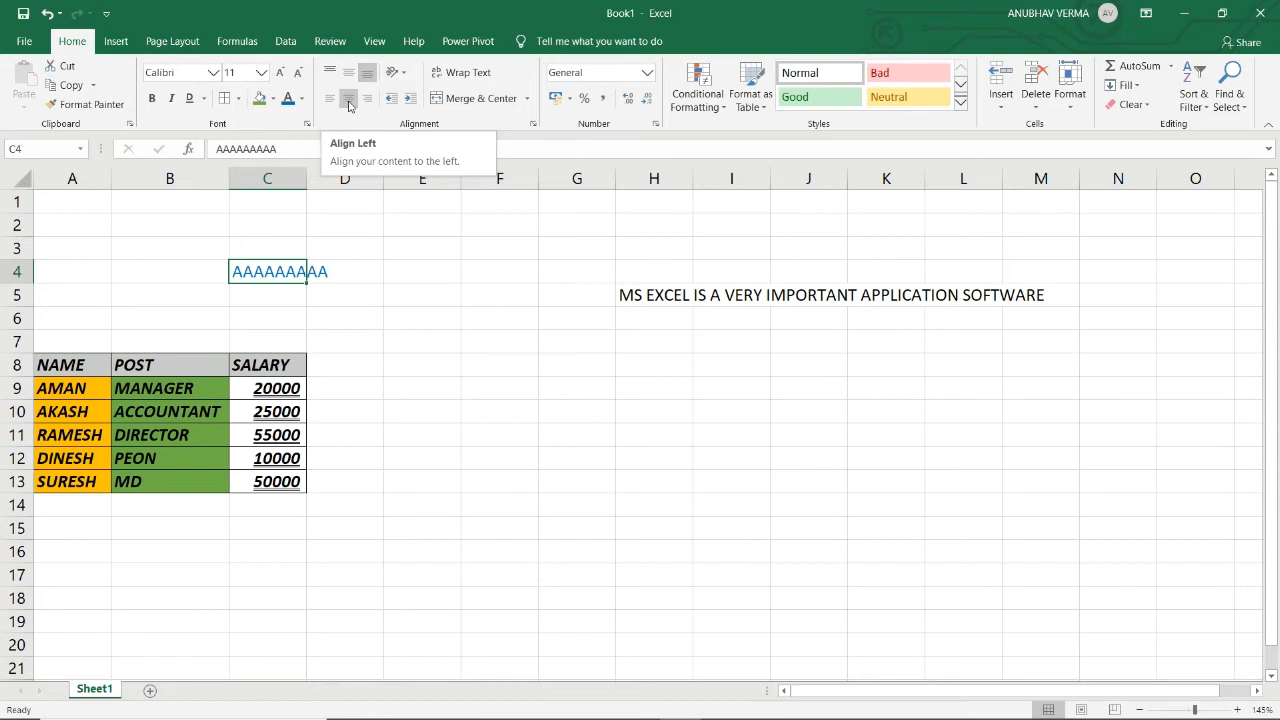 Book1 - Excel
ANUBHAV VERMA AV
File Home Insert Page Layout Formulas Data Review View Help Power Pivot Tell me what you want to do Share
Cut
Copy
Format Painter
Paste
Clipboard
Calibri 11
B I U
Font
Wrap Text
Merge & Center
Alignment
General
%
Number
Conditional Formatting
Format as Table
Normal Bad
Good Neutral
Styles
Insert Delete Format
Cells
AutoSum
Fill
Clear
Sort & Filter
Find & Select
Editing
C4 fx AAAAAAAAA
Align Left
Align your content to the left.
A B C D E F G H I J K L M N O
1
2
3
4 AAAAAAAAA
5 MS EXCEL IS A VERY IMPORTANT APPLICATION SOFTWARE
6
7
8 NAME POST SALARY
9 AMAN MANAGER 20000
10 AKASH ACCOUNTANT 25000
11 RAMESH DIRECTOR 55000
12 DINESH PEON 10000
13 SURESH MD 50000
14
15
16
17
18
19
20
21
Sheet1
Ready
145%